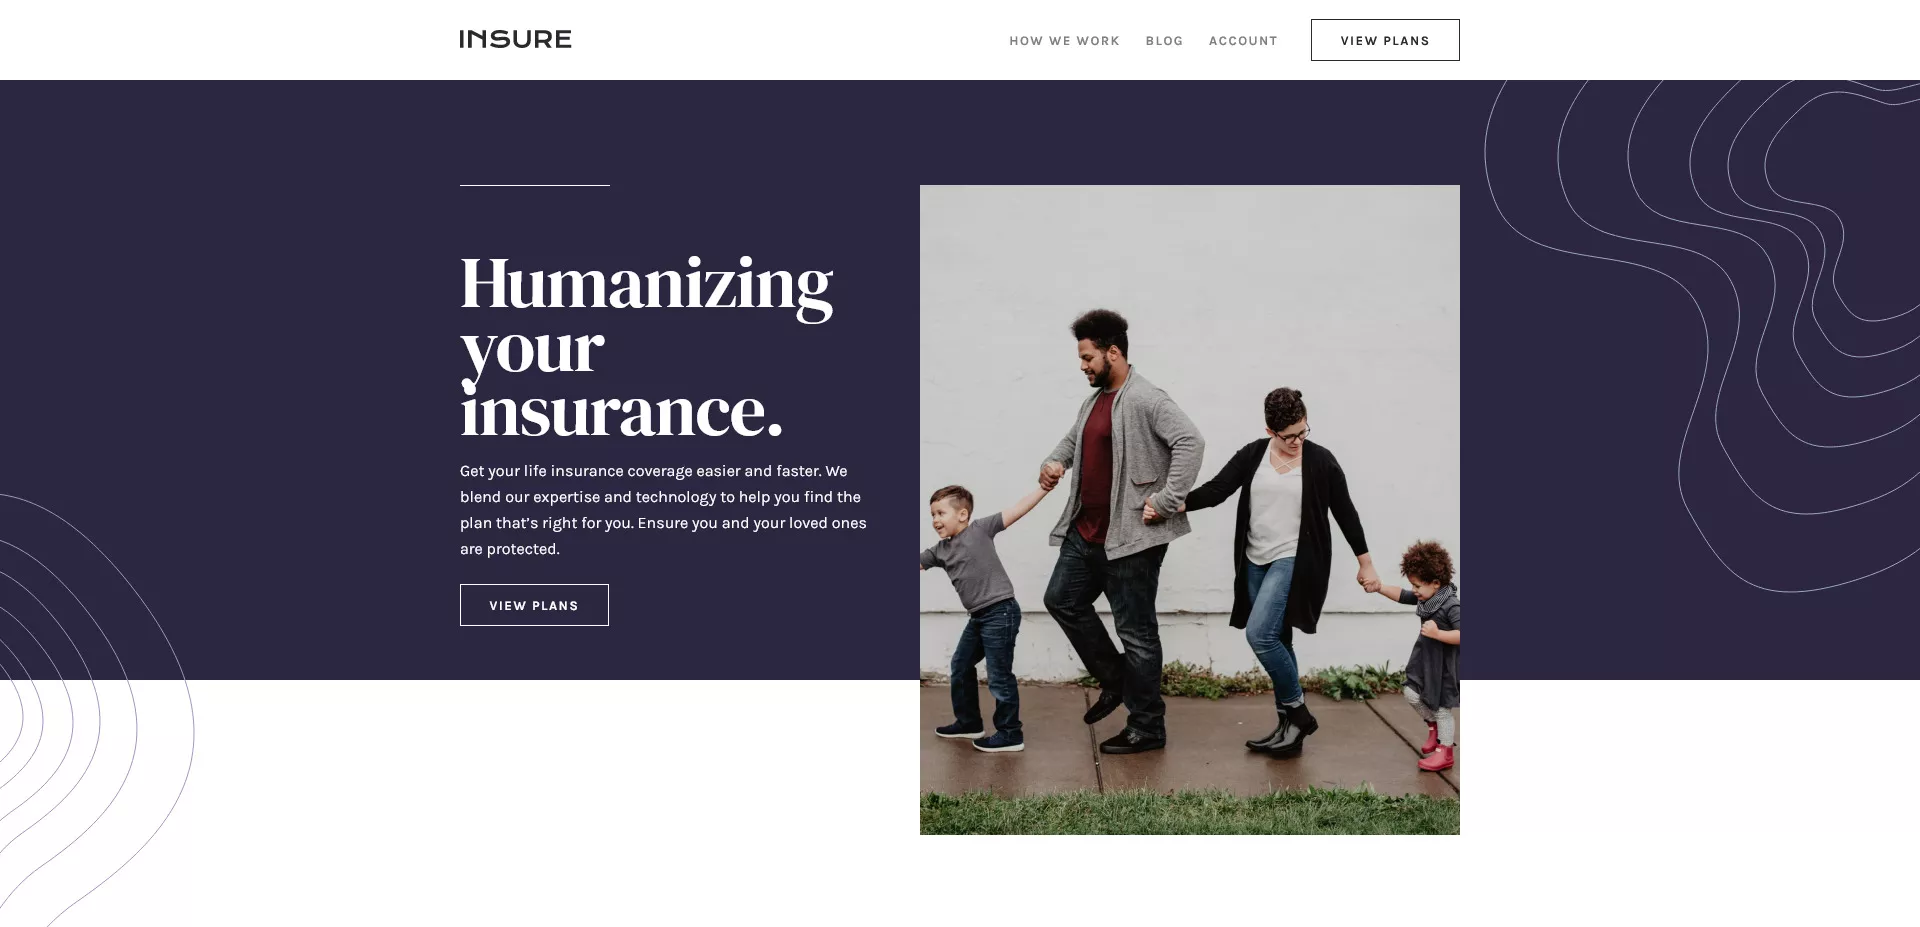 INSURE
HOW WE WORK
BLOG
ACCOUNT
VIEW PLANS
Humanizing
your
insurance.
Get your life insurance coverage easier and faster. We
blend our expertise and technology to help you find the
plan that’s right for you. Ensure you and your loved ones
are protected.
VIEW PLANS